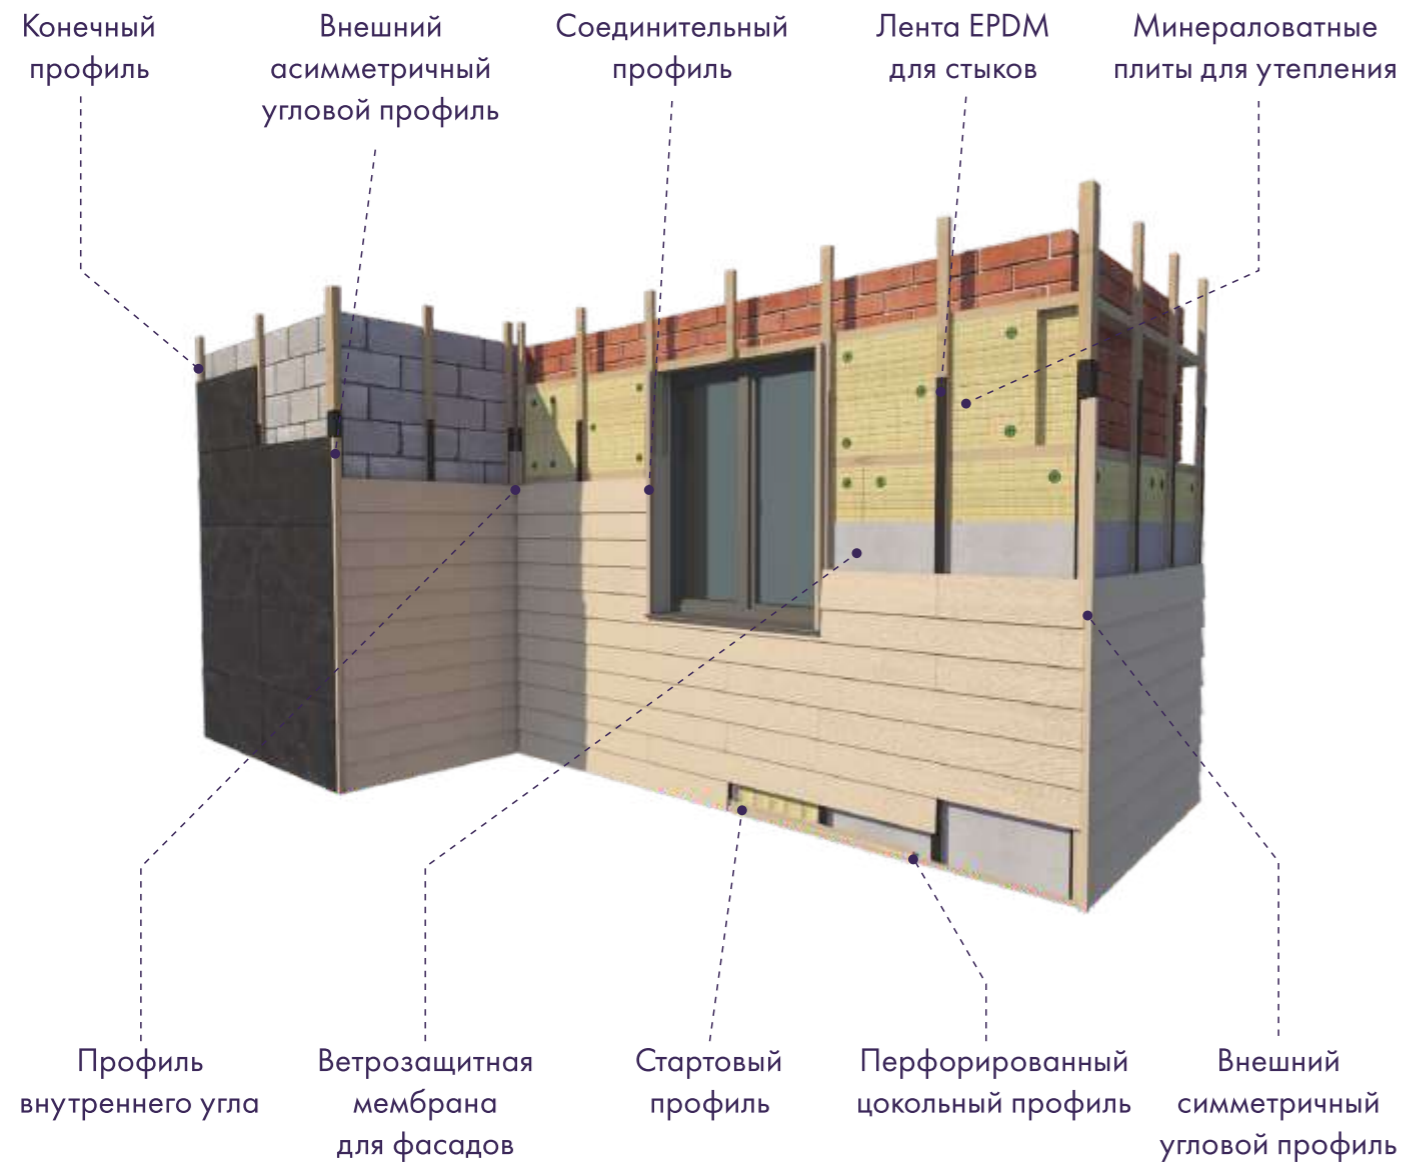 Конечный
профиль
Внешний
асимметричный
угловой профиль
Соединительный
профиль
Лента EPDM
для стыков
Минераловатные
плиты для утепления
Профиль
внутреннего угла
Ветрозащитная
мембрана
для фасадов
Стартовый
профиль
Перфорированный
цокольный профиль
Внешний
симметричный
угловой профиль